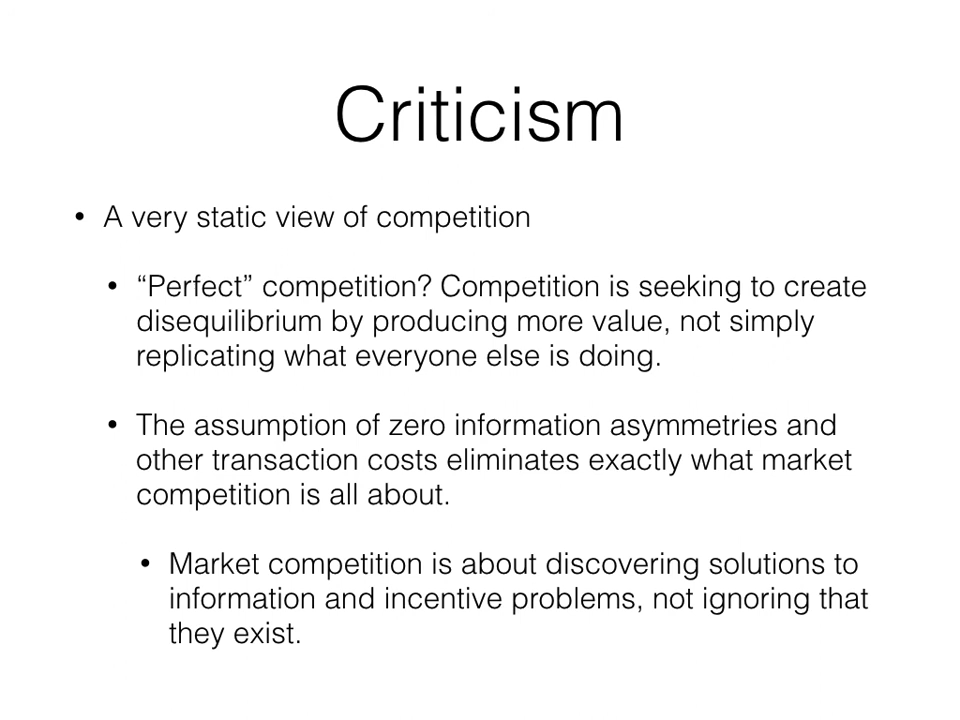 Criticism
• A very static view of competition
• “Perfect” competition? Competition is seeking to create
disequilibrium by producing more value, not simply
replicating what everyone else is doing.
• The assumption of zero information asymmetries and
other transaction costs eliminates exactly what market
competition is all about.
• Market competition is about discovering solutions to
information and incentive problems, not ignoring that
they exist.